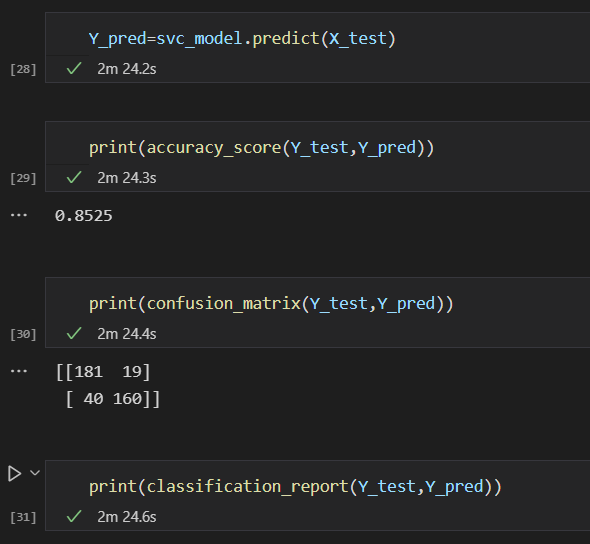 Y_pred=svc_model.predict(X_test)
[28] 2m 24.2s
print(accuracy_score(Y_test,Y_pred))
[29] 2m 24.3s
... 0.8525
print(confusion_matrix(Y_test,Y_pred))
[30] 2m 24.4s
... [[181  19]
 [ 40 160]]
print(classification_report(Y_test,Y_pred))
[31] 2m 24.6s